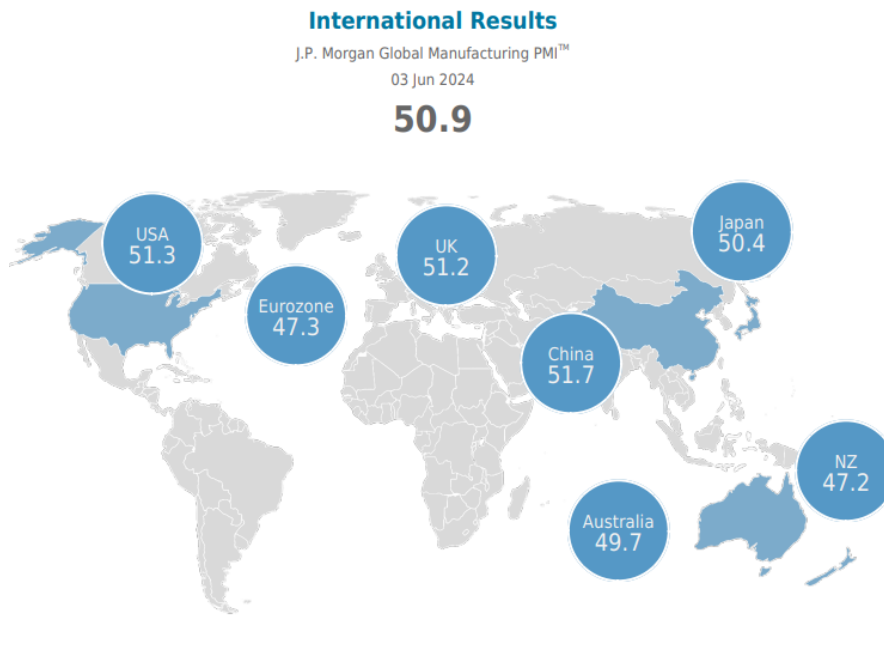 International Results
J.P. Morgan Global Manufacturing PMI™
03 Jun 2024
50.9
USA
51.3
Eurozone
47.3
UK
51.2
Japan
50.4
China
51.7
NZ
47.2
Australia
49.7